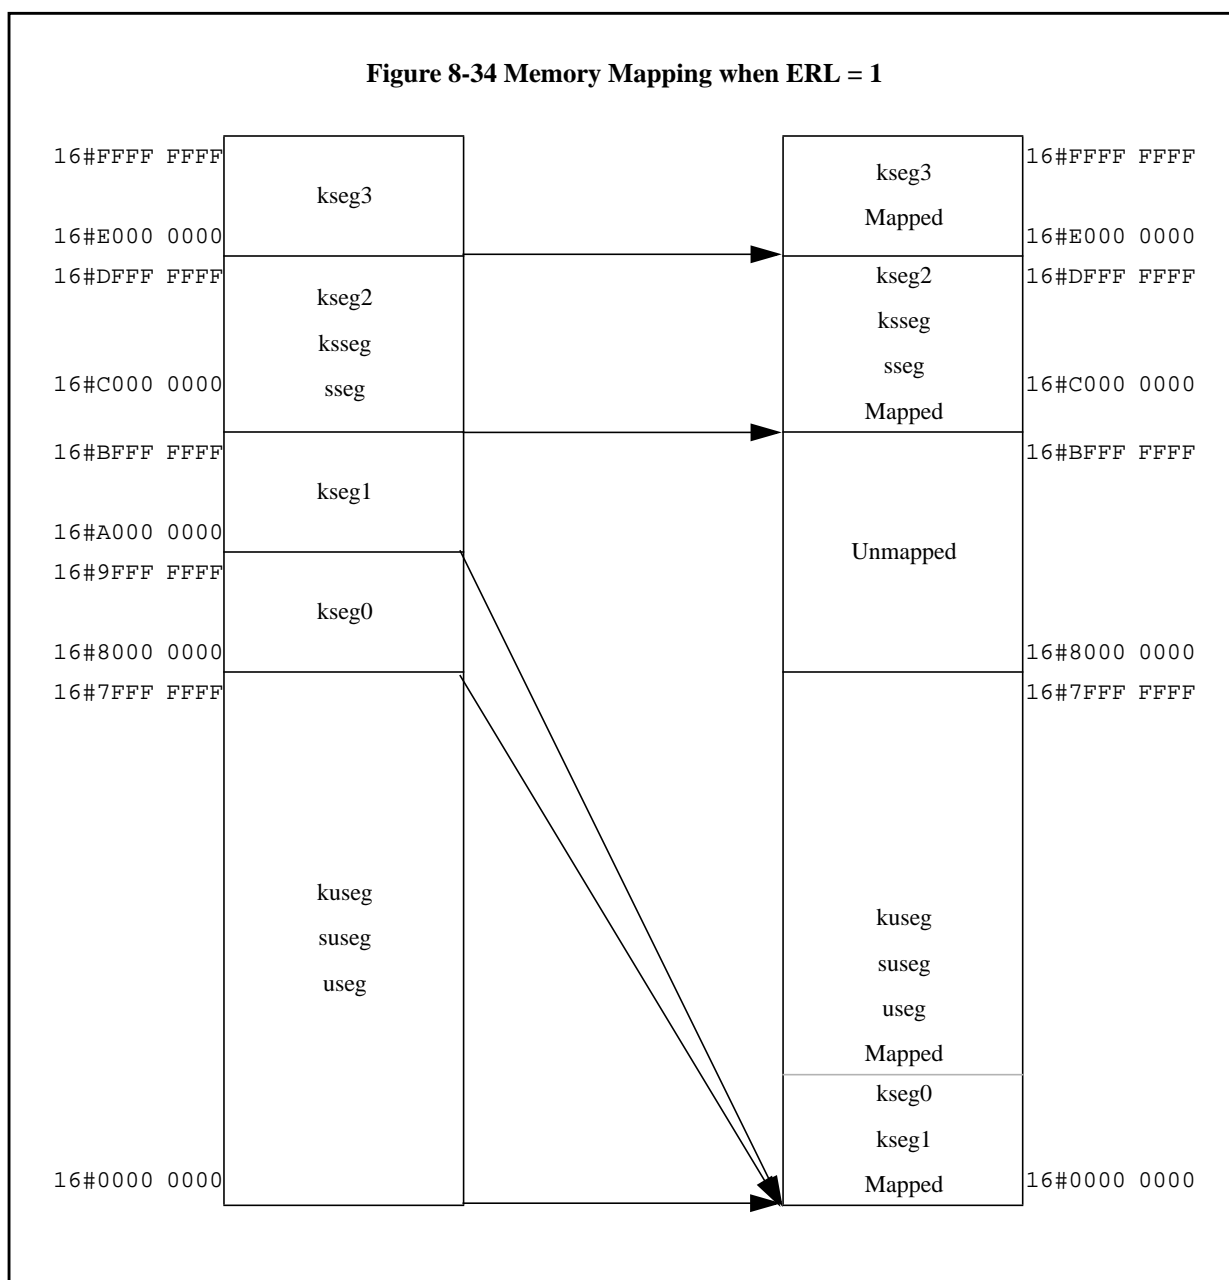 Figure 8-34 Memory Mapping when ERL = 1
16#FFFF FFFF
kseg3
16#E000 0000
16#DFFF FFFF
kseg2
ksseg
sseg
16#C000 0000
16#BFFF FFFF
kseg1
16#A000 0000
16#9FFF FFFF
kseg0
16#8000 0000
16#7FFF FFFF
kuseg
suseg
useg
16#0000 0000
kseg3
Mapped
16#FFFF FFFF
16#E000 0000
kseg2
ksseg
sseg
Mapped
16#DFFF FFFF
16#C000 0000
16#BFFF FFFF
Unmapped
16#8000 0000
16#7FFF FFFF
kuseg
suseg
useg
Mapped
kseg0
kseg1
Mapped
16#0000 0000